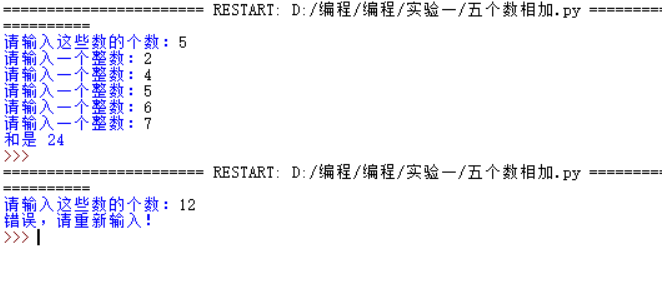 ======================= RESTART: D:/编程/编程/实验一/五个数相加.py =========
==========
请输入这些数的个数：5
请输入一个整数：2
请输入一个整数：4
请输入一个整数：5
请输入一个整数：6
请输入一个整数：7
和是 24
>>>
======================= RESTART: D:/编程/编程/实验一/五个数相加.py =========
==========
请输入这些数的个数：12
错误，请重新输入！
>>>